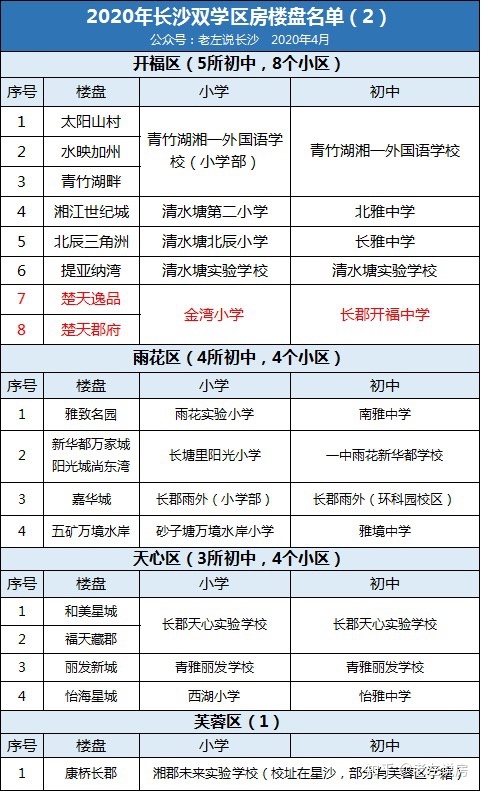 2020年长沙双学区房楼盘名单（2）
公众号：老左说长沙 2020年4月
开福区（5所初中，8个小区）
序号 楼盘 小学 初中
1 太阳山村 青竹湖湘一外国语学校（小学部） 青竹湖湘一外国语学校
2 水映加州
3 青竹湖畔
4 湘江世纪城 清水塘第二小学 北雅中学
5 北辰三角洲 清水塘北辰小学 长雅中学
6 提亚纳湾 清水塘实验学校 清水塘实验学校
7 楚天逸品 金湾小学 长郡开福中学
8 楚天郡府
雨花区（4所初中，4个小区）
序号 楼盘 小学 初中
1 雅致名园 雨花实验小学 南雅中学
2 新华都万家城 长塘里阳光小学 一中雨花新华都学校
阳光城尚东湾
3 嘉华城 长郡雨外（小学部） 长郡雨外（环科园校区）
4 五矿万境水岸 砂子塘万境水岸小学 雅境中学
天心区（3所初中，4个小区）
序号 楼盘 小学 初中
1 和美星城 长郡天心实验学校 长郡天心实验学校
2 福天藏郡
3 丽发新城 青雅丽发学校 青雅丽发学校
4 怡海星城 西湖小学 怡雅中学
芙蓉区（1）
序号 楼盘 小学 初中
1 康桥长郡 湘郡未来实验学校（校址在星沙，部分为芙蓉区学籍）